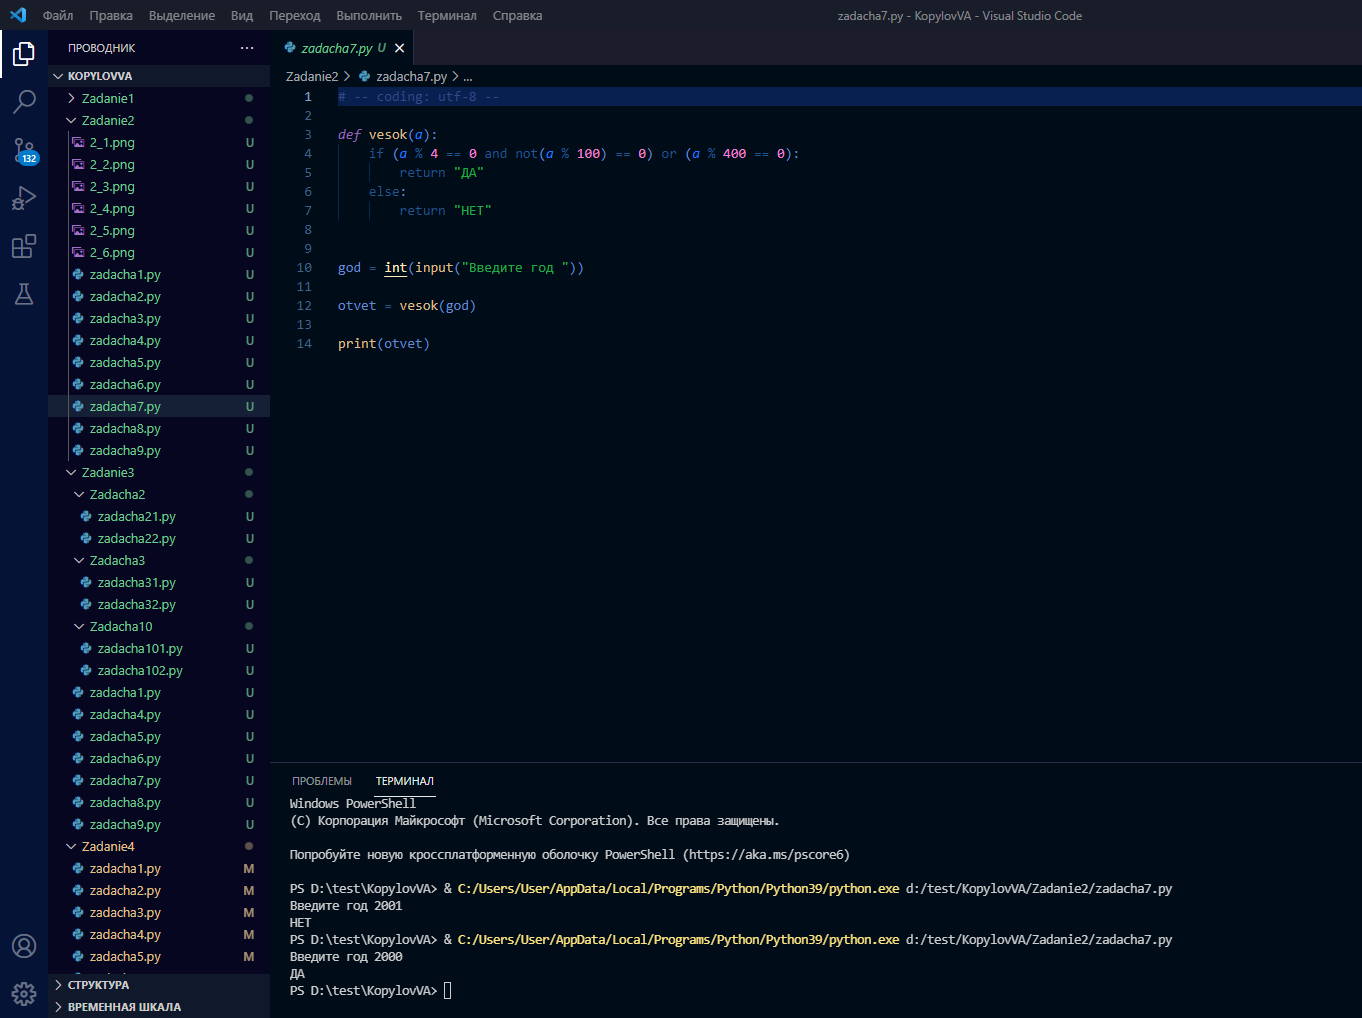 Файл Правка Выделение Вид Переход Выполнить Терминал Справка zadacha7.py - KopylovVA - Visual Studio Code
ПРОВОДНИК ···
KOPYLOVVA
Zadanie1
Zadanie2
2_1.png U
2_2.png U
2_3.png U
2_4.png U
2_5.png U
2_6.png U
zadacha1.py U
zadacha2.py U
zadacha3.py U
zadacha4.py U
zadacha5.py U
zadacha6.py U
zadacha7.py U
zadacha8.py U
zadacha9.py U
Zadanie3
Zadacha2
zadacha21.py U
zadacha22.py U
Zadacha3
zadacha31.py U
zadacha32.py U
Zadacha10
zadacha101.py U
zadacha102.py U
zadacha1.py U
zadacha4.py U
zadacha5.py U
zadacha6.py U
zadacha7.py U
zadacha8.py U
zadacha9.py U
Zadanie4
zadacha1.py M
zadacha2.py M
zadacha3.py M
zadacha4.py M
zadacha5.py M
СТРУКТУРА
ВРЕМЕННАЯ ШКАЛА
132
zadacha7.py U
Zadanie2 > zadacha7.py > ...
1 # -- coding: utf-8 --
2
3 def vesok(a):
4 if (a % 4 == 0 and not(a % 100) == 0) or (a % 400 == 0):
5 return "ДА"
6 else:
7 return "НЕТ"
8
9
10 god = int(input("Введите год "))
11
12 otvet = vesok(god)
13
14 print(otvet)
ПРОБЛЕМЫ ТЕРМИНАЛ
Windows PowerShell
(C) Корпорация Майкрософт (Microsoft Corporation). Все права защищены.
Попробуйте новую кроссплатформенную оболочку PowerShell (https://aka.ms/pscore6)
PS D:\test\KopylovVA> & C:/Users/User/AppData/Local/Programs/Python/Python39/python.exe d:/test/KopylovVA/Zadanie2/zadacha7.py
Введите год 2001
НЕТ
PS D:\test\KopylovVA> & C:/Users/User/AppData/Local/Programs/Python/Python39/python.exe d:/test/KopylovVA/Zadanie2/zadacha7.py
Введите год 2000
ДА
PS D:\test\KopylovVA>